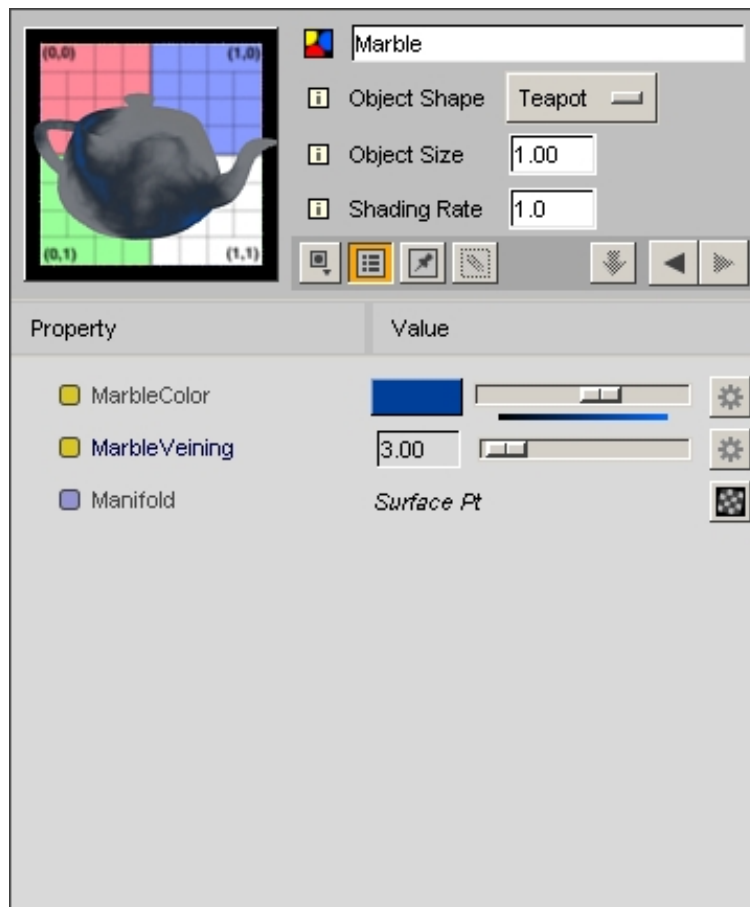 (0,0) (1,0)
(0,1) (1,1)
Marble
i Object Shape Teapot
i Object Size 1.00
i Shading Rate 1.0
Property Value
MarbleColor
MarbleVeining 3.00
Manifold Surface Pt